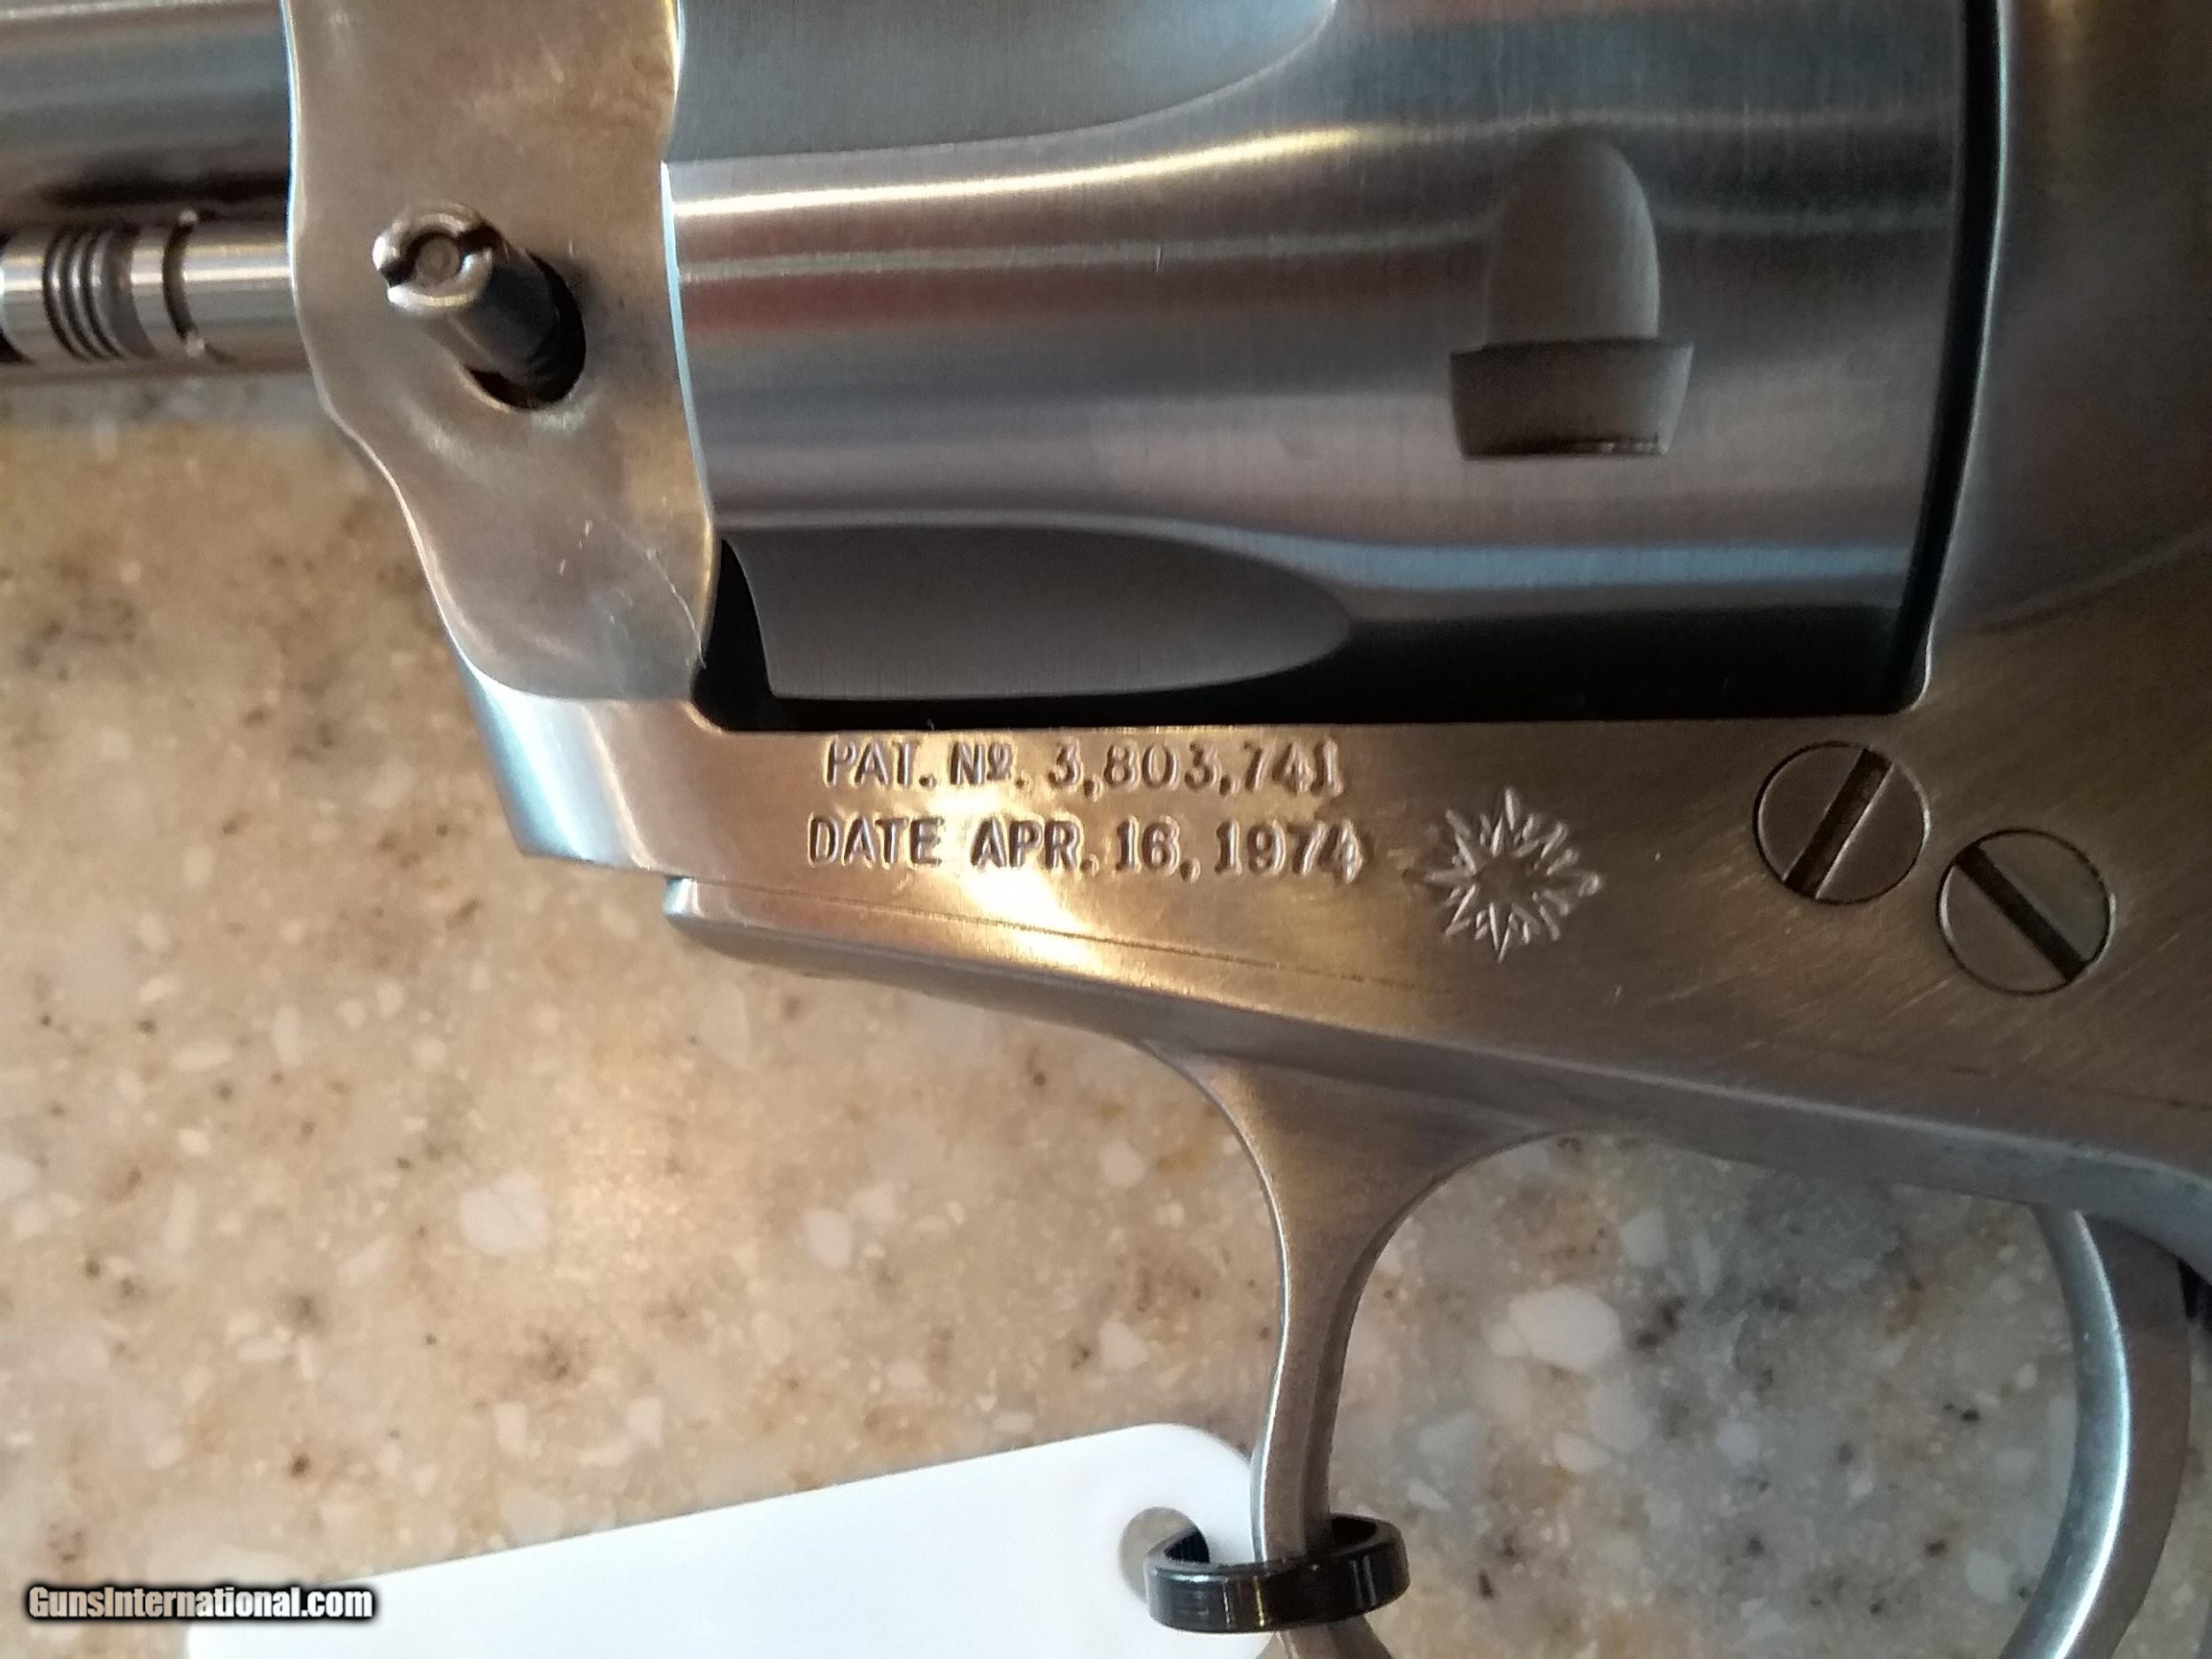 PAT. Nº. 3,803,741
DATE APR. 16, 1974
GunsInternational.com